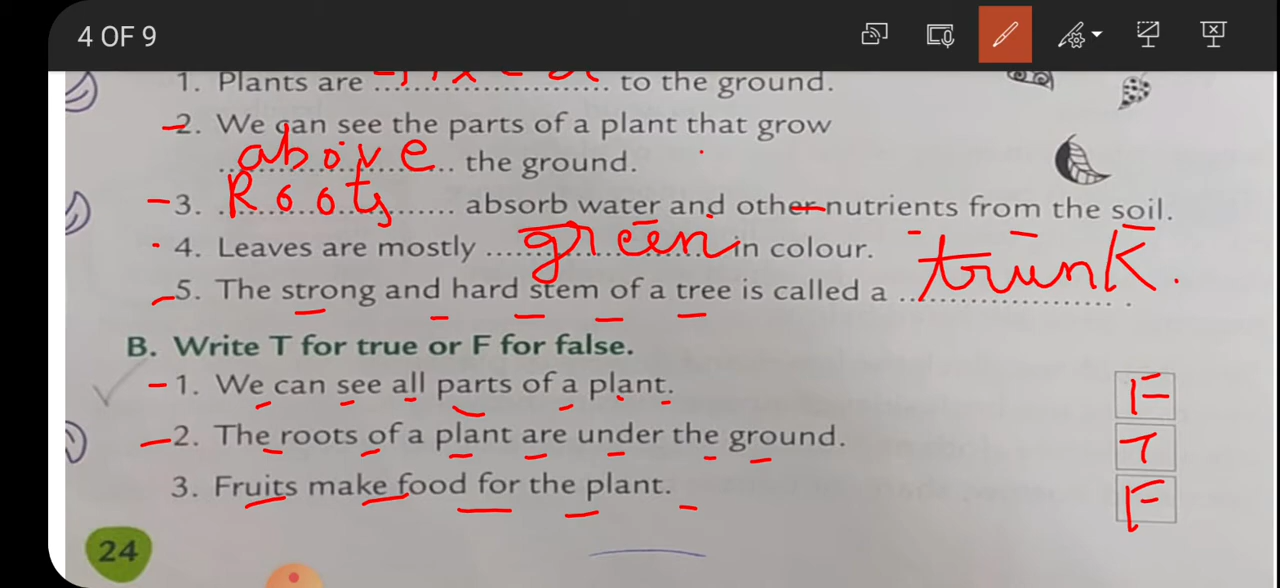 4 OF 9
1. Plants are .................... to the ground.
2. We can see the parts of a plant that grow
above the ground.
3. Roots absorb water and other nutrients from the soil.
4. Leaves are mostly green in colour.
5. The strong and hard stem of a tree is called a trunk.
B. Write T for true or F for false.
1. We can see all parts of a plant. F
2. The roots of a plant are under the ground. T
3. Fruits make food for the plant. F
24